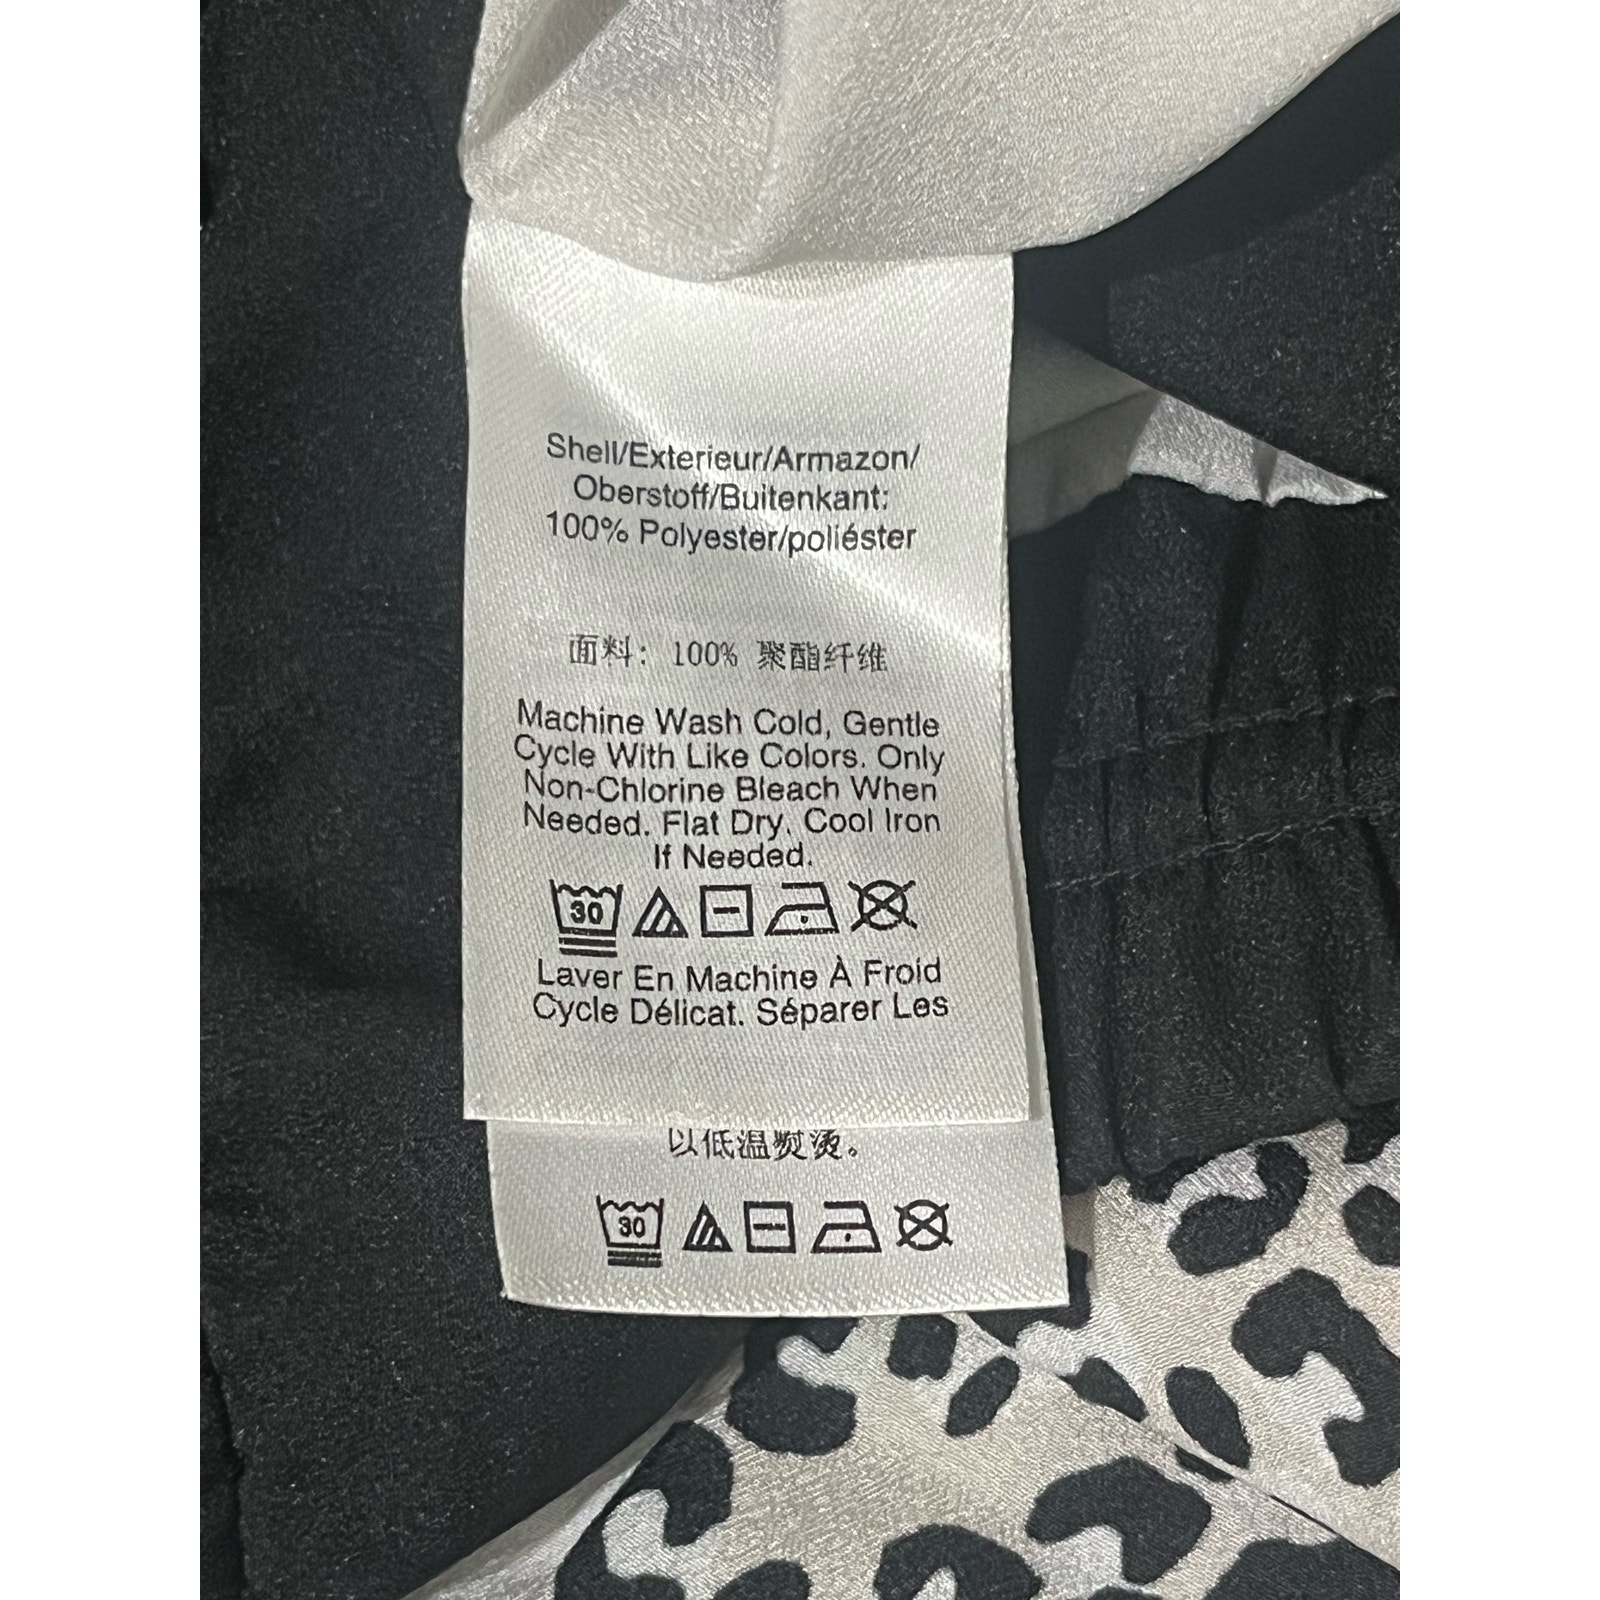 Shell/Exterieur/Armazon/
Oberstoff/Buitenkant:
100% Polyester/poliéster
面料: 100% 聚酯纤维
Machine Wash Cold, Gentle
Cycle With Like Colors. Only
Non-Chlorine Bleach When
Needed. Flat Dry. Cool Iron
If Needed.
30
Laver En Machine À Froid
Cycle Délicat. Séparer Les
以低温熨烫。
30